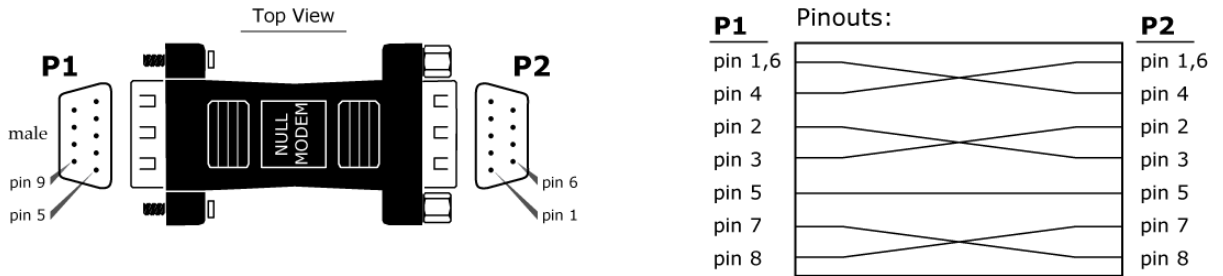 Top View
P1
P2
male
NULL
MODEM
pin 9
pin 5
pin 6
pin 1
Pinouts:
P1
P2
pin 1,6
pin 1,6
pin 4
pin 4
pin 2
pin 2
pin 3
pin 3
pin 5
pin 5
pin 7
pin 7
pin 8
pin 8